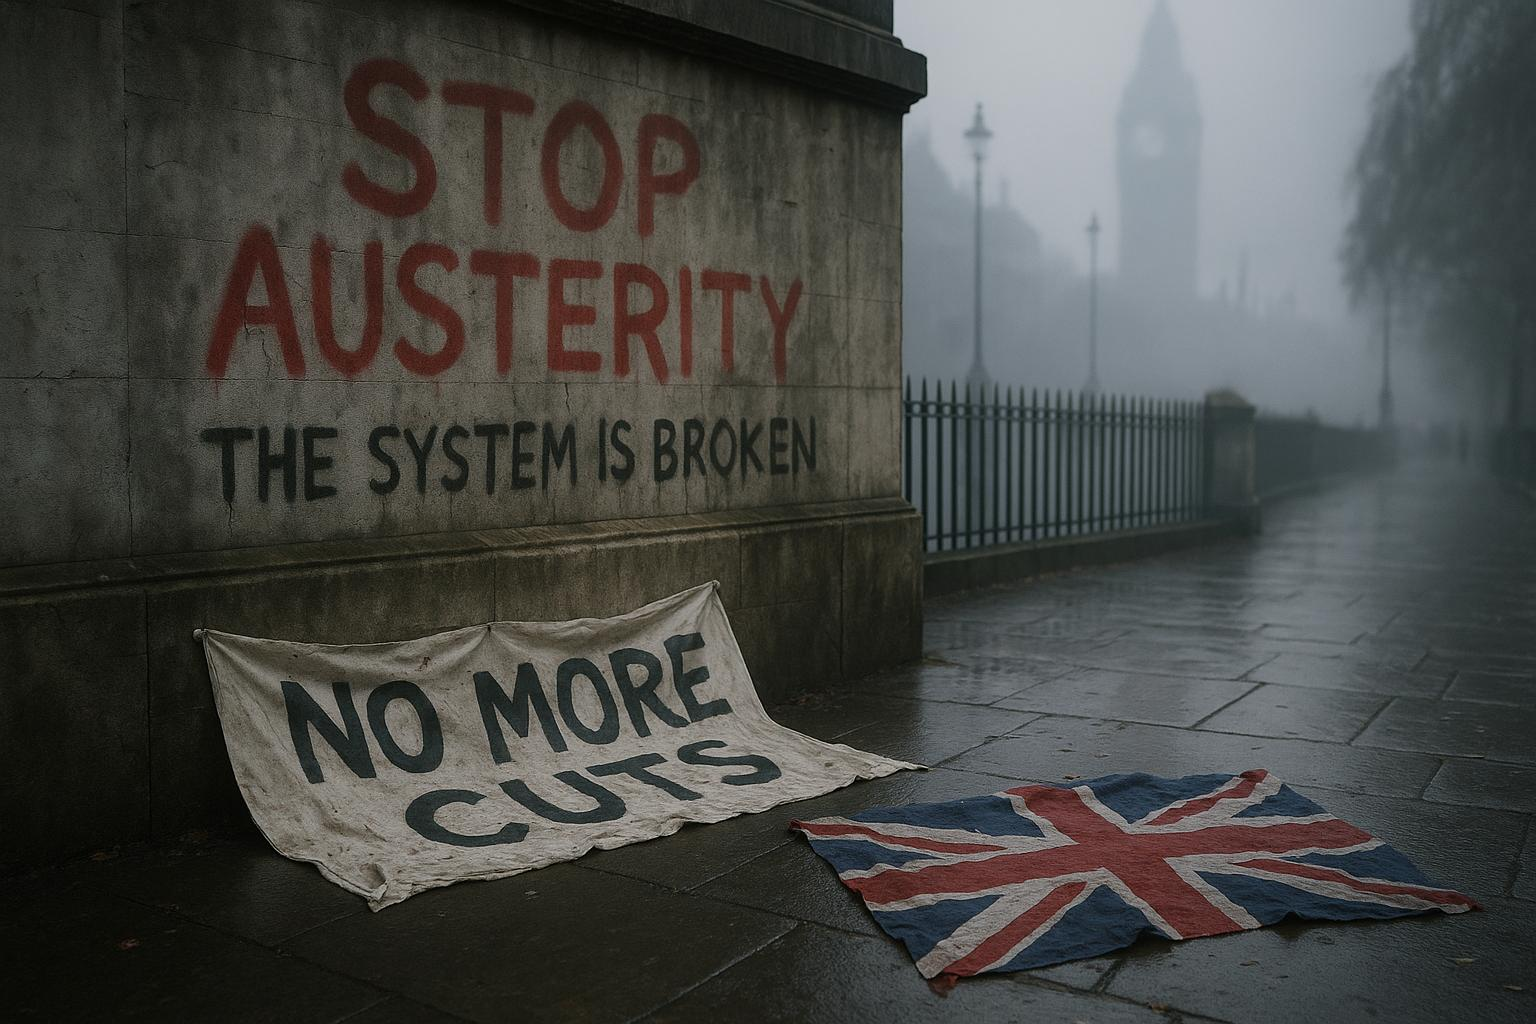 STOP
AUSTERITY
THE SYSTEM IS BROKEN
NO MORE
CUTS